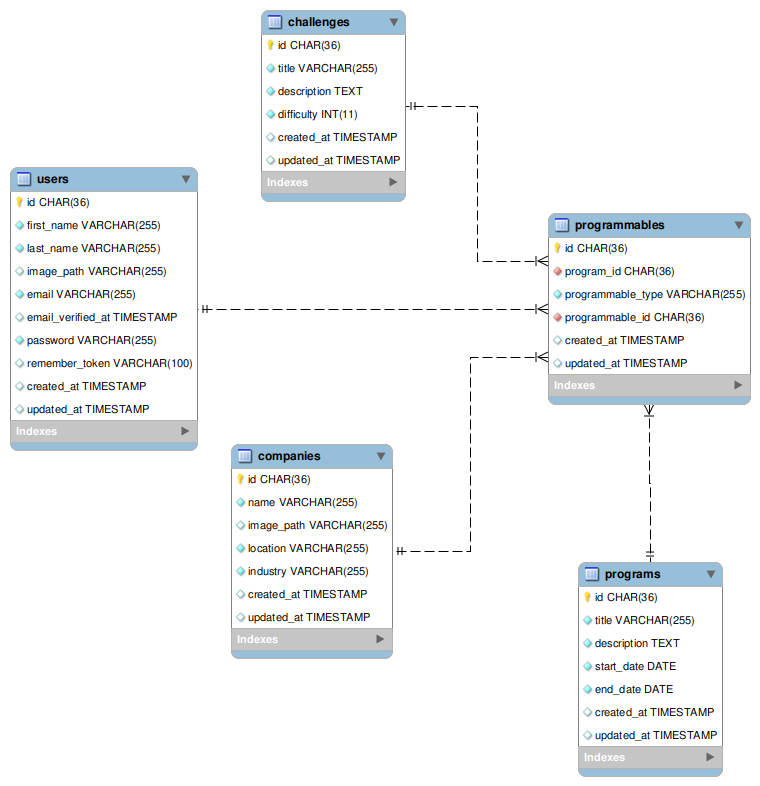 challenges
id CHAR(36)
title VARCHAR(255)
description TEXT
difficulty INT(11)
created_at TIMESTAMP
updated_at TIMESTAMP
Indexes
users
id CHAR(36)
first_name VARCHAR(255)
last_name VARCHAR(255)
image_path VARCHAR(255)
email VARCHAR(255)
email_verified_at TIMESTAMP
password VARCHAR(255)
remember_token VARCHAR(100)
created_at TIMESTAMP
updated_at TIMESTAMP
Indexes
programmables
id CHAR(36)
program_id CHAR(36)
programmable_type VARCHAR(255)
programmable_id CHAR(36)
created_at TIMESTAMP
updated_at TIMESTAMP
Indexes
companies
id CHAR(36)
name VARCHAR(255)
image_path VARCHAR(255)
location VARCHAR(255)
industry VARCHAR(255)
created_at TIMESTAMP
updated_at TIMESTAMP
Indexes
programs
id CHAR(36)
title VARCHAR(255)
description TEXT
start_date DATE
end_date DATE
created_at TIMESTAMP
updated_at TIMESTAMP
Indexes